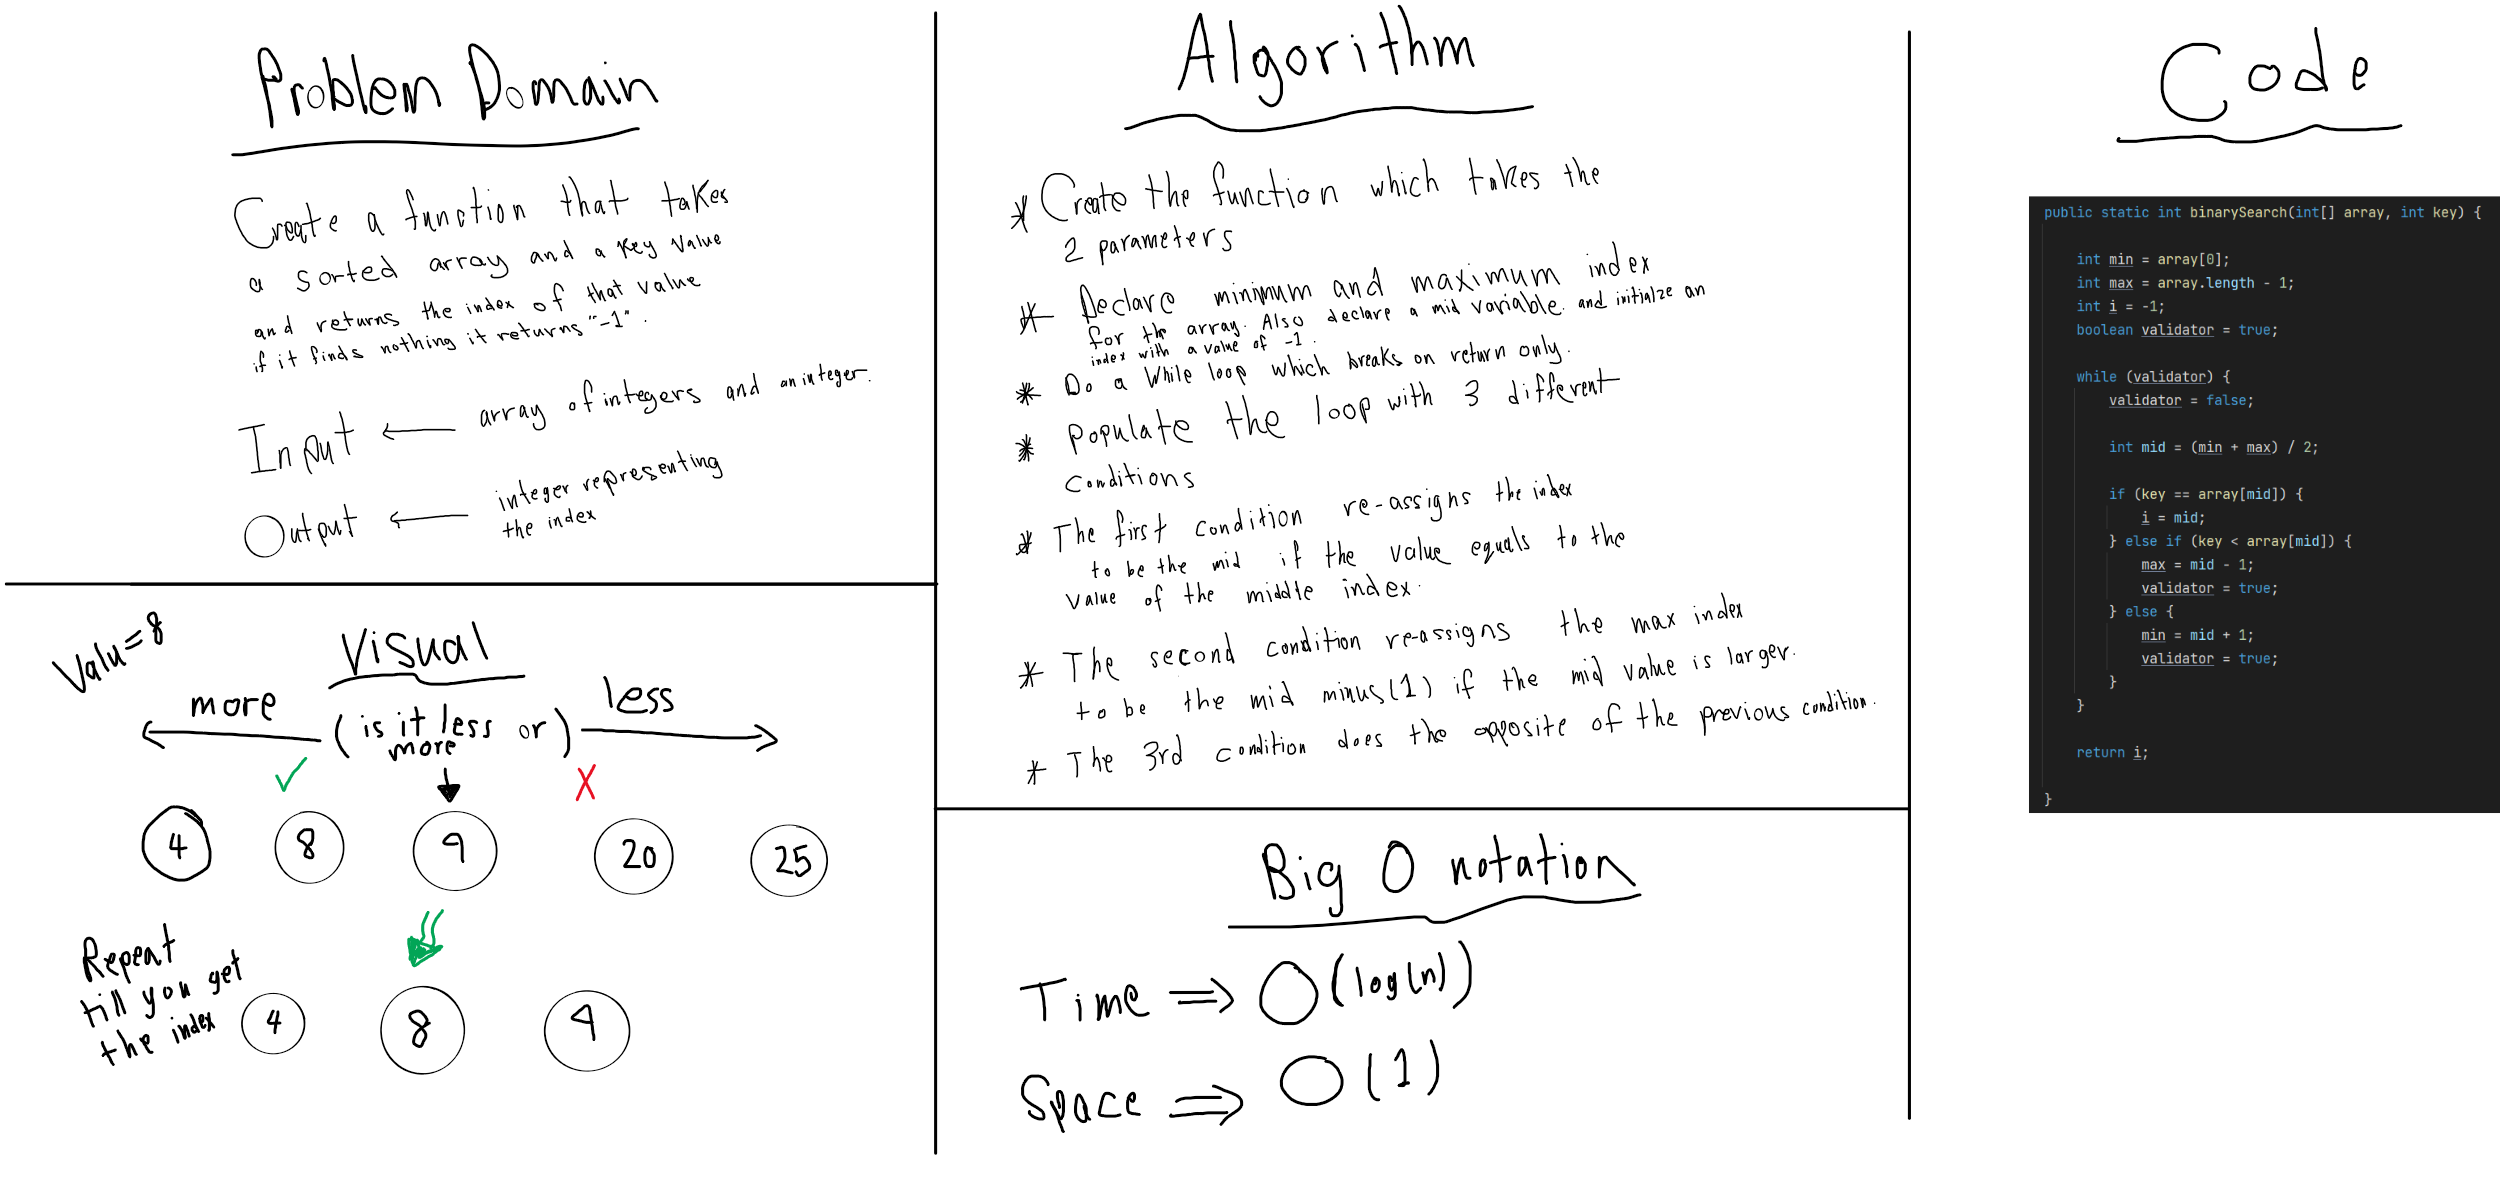 Problem Domain
Create a function that takes
a sorted array and a key value
and returns the index of that value
if it finds nothing it returns "-1".
Input ← array of integers and an integer.
Output ← integer representing
the index
Value=8
Visual
more
less
(is it less or)
more
4 8 9 20 25
Repeat
till you get
the index
4 8 9
Algorithm
* Create the function which takes the
2 parameters
* Declare minimum and maximum index
for the array. Also declare a mid variable. and initialze an
index with a value of -1.
* Do a While loop which breaks on return only.
* Populate the loop with 3 different
conditions
* The first condition re-assigns the index
to be the mid if the value equals to the
value of the middle index.
* The second condition re-assigns the max index
to be the mid minus(1) if the mid value is larger.
* The 3rd condition does the opposite of the previous condition.
Big O notation
Time ⇒ O(log(n))
Space ⇒ O(1)
Code
public static int binarySearch(int[] array, int key) {
int min = array[0];
int max = array.length - 1;
int i = -1;
boolean validator = true;
while (validator) {
validator = false;
int mid = (min + max) / 2;
if (key == array[mid]) {
i = mid;
} else if (key < array[mid]) {
max = mid - 1;
validator = true;
} else {
min = mid + 1;
validator = true;
}
}
return i;
}